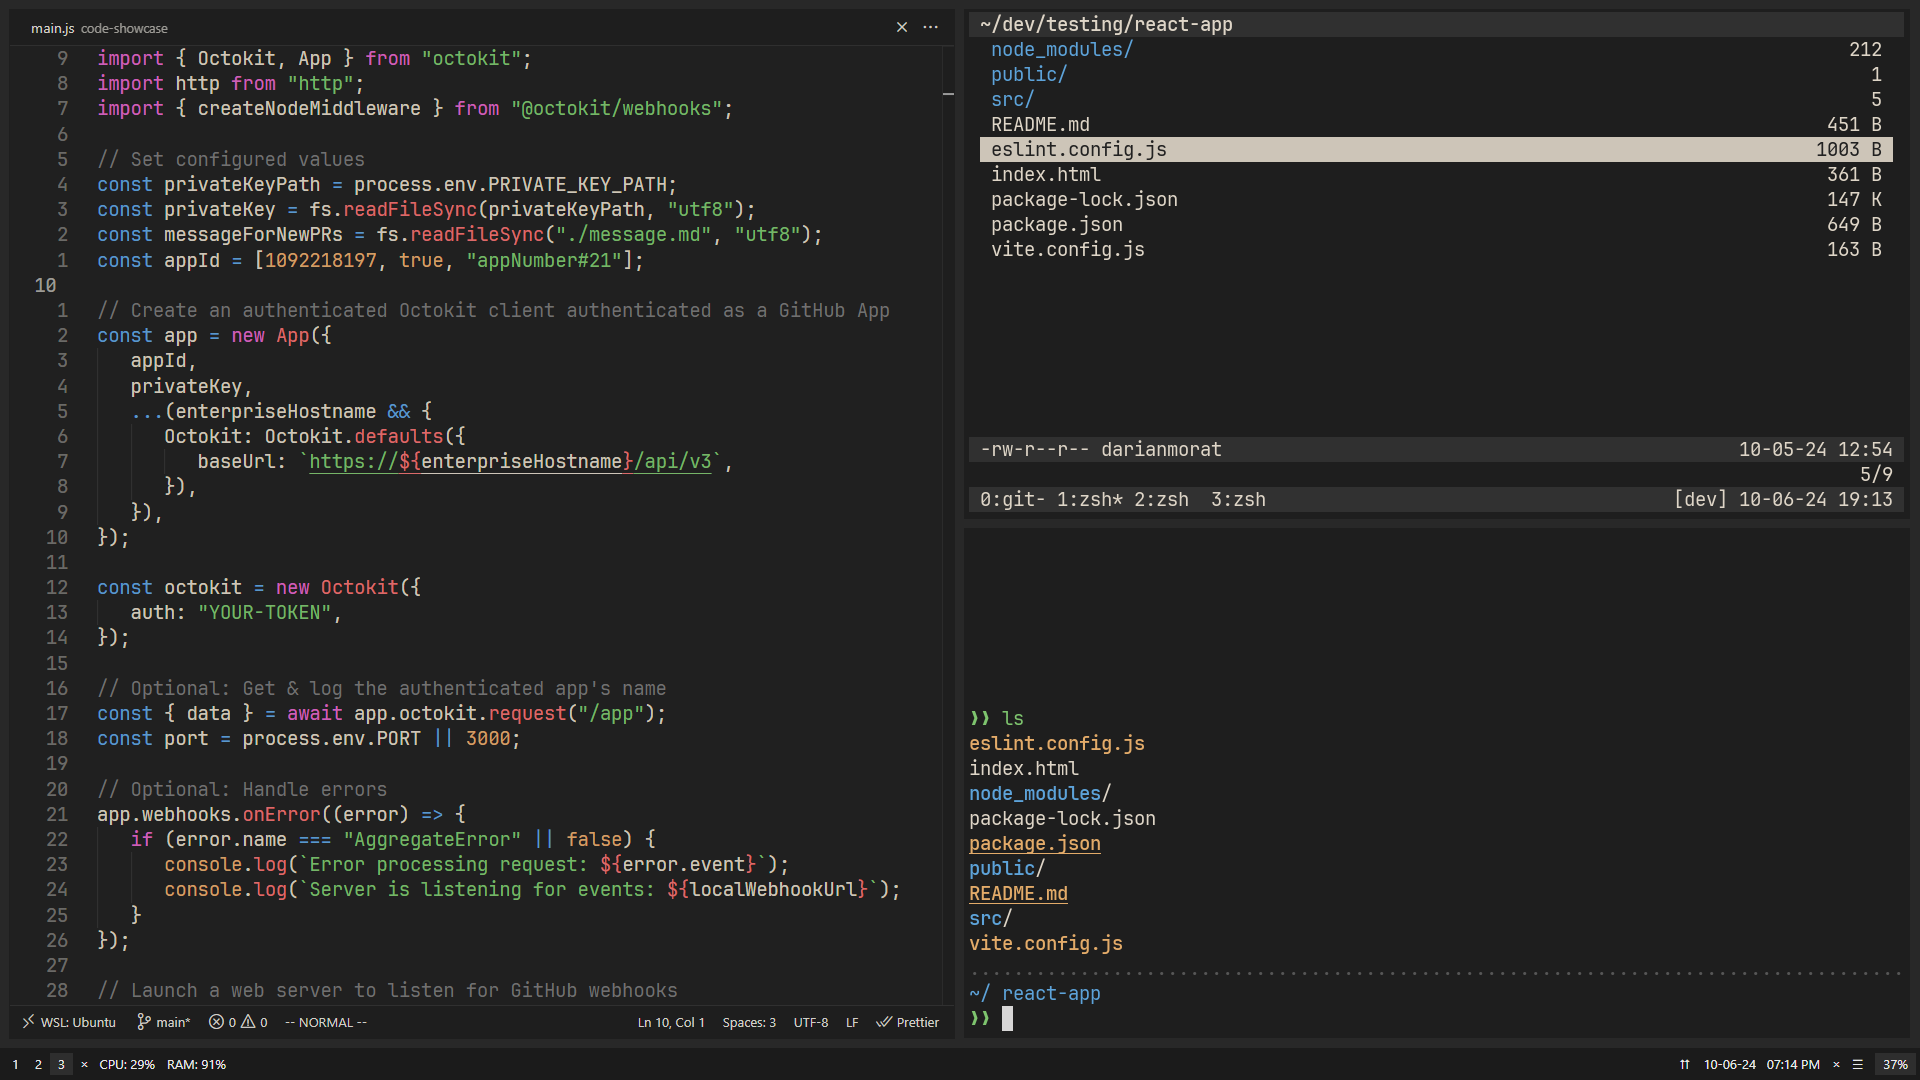 main.js code-showcase
9 import { Octokit, App } from "octokit";
8 import http from "http";
7 import { createNodeMiddleware } from "@octokit/webhooks";
6
5 // Set configured values
4 const privateKeyPath = process.env.PRIVATE_KEY_PATH;
3 const privateKey = fs.readFileSync(privateKeyPath, "utf8");
2 const messageForNewPRs = fs.readFileSync("./message.md", "utf8");
1 const appId = [1092218197, true, "appNumber#21"];
10
1 // Create an authenticated Octokit client authenticated as a GitHub App
2 const app = new App({
3 appId,
4 privateKey,
5 ...(enterpriseHostname && {
6 Octokit: Octokit.defaults({
7 baseUrl: `https://${enterpriseHostname}/api/v3`,
8 }),
9 }),
10 });
11
12 const octokit = new Octokit({
13 auth: "YOUR-TOKEN",
14 });
15
16 // Optional: Get & log the authenticated app's name
17 const { data } = await app.octokit.request("/app");
18 const port = process.env.PORT || 3000;
19
20 // Optional: Handle errors
21 app.webhooks.onError((error) => {
22 if (error.name === "AggregateError" || false) {
23 console.log(`Error processing request: ${error.event}`);
24 console.log(`Server is listening for events: ${localWebhookUrl}`);
25 }
26 });
27
28 // Launch a web server to listen for GitHub webhooks
WSL: Ubuntu main* 0 0 -- NORMAL -- Ln 10, Col 1 Spaces: 3 UTF-8 LF Prettier
~/dev/testing/react-app
node_modules/ 212
public/ 1
src/ 5
README.md 451 B
eslint.config.js 1003 B
index.html 361 B
package-lock.json 147 K
package.json 649 B
vite.config.js 163 B
-rw-r--r-- darianmorat 10-05-24 12:54
5/9
0:git- 1:zsh* 2:zsh 3:zsh [dev] 10-06-24 19:13
❯❯ ls
eslint.config.js
index.html
node_modules/
package-lock.json
package.json
public/
README.md
src/
vite.config.js
~/ react-app
❯❯
1 2 3 × CPU: 29% RAM: 91% 10-06-24 07:14 PM × ☰ 37%